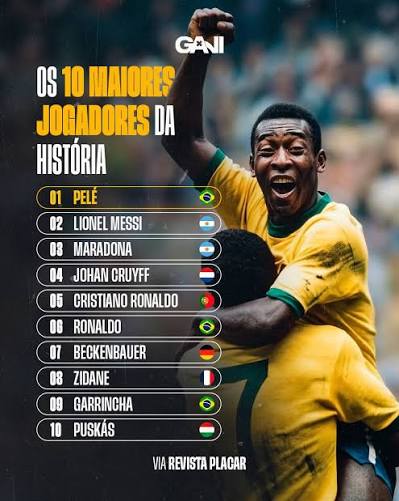 GANI
OS 10 MAIORES
JOGADORES DA
HISTÓRIA
01 PELÉ
02 LIONEL MESSI
03 MARADONA
04 JOHAN CRUYFF
05 CRISTIANO RONALDO
06 RONALDO
07 BECKENBAUER
08 ZIDANE
09 GARRINCHA
10 PUSKÁS
VIA REVISTA PLACAR
7